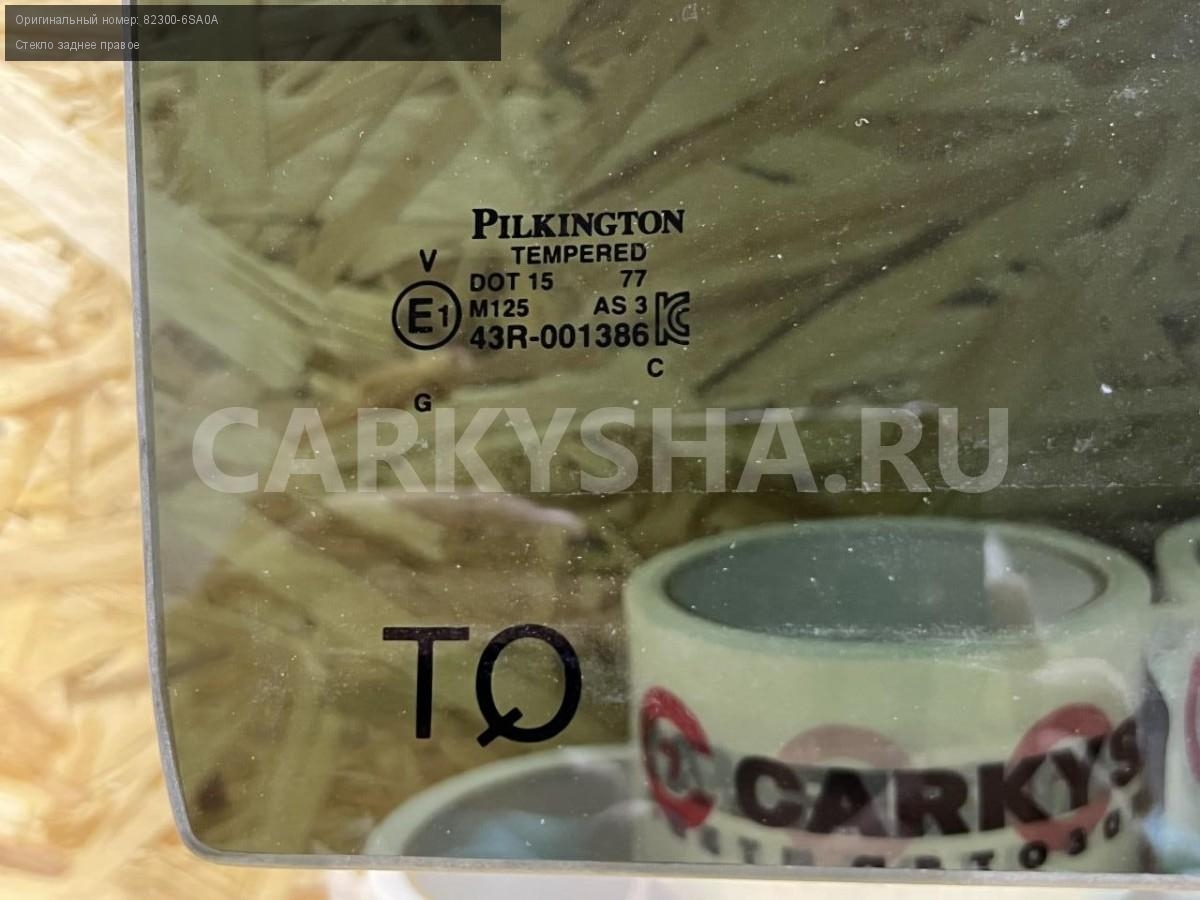 Оригинальный номер: 82300-6SA0A
Стекло заднее правое
PILKINGTON
TEMPERED
V
DOT 15 77
E1 M125 AS 3 KC
43R-001386
C
G
CARKYSHA.RU
TQ
CARKYS